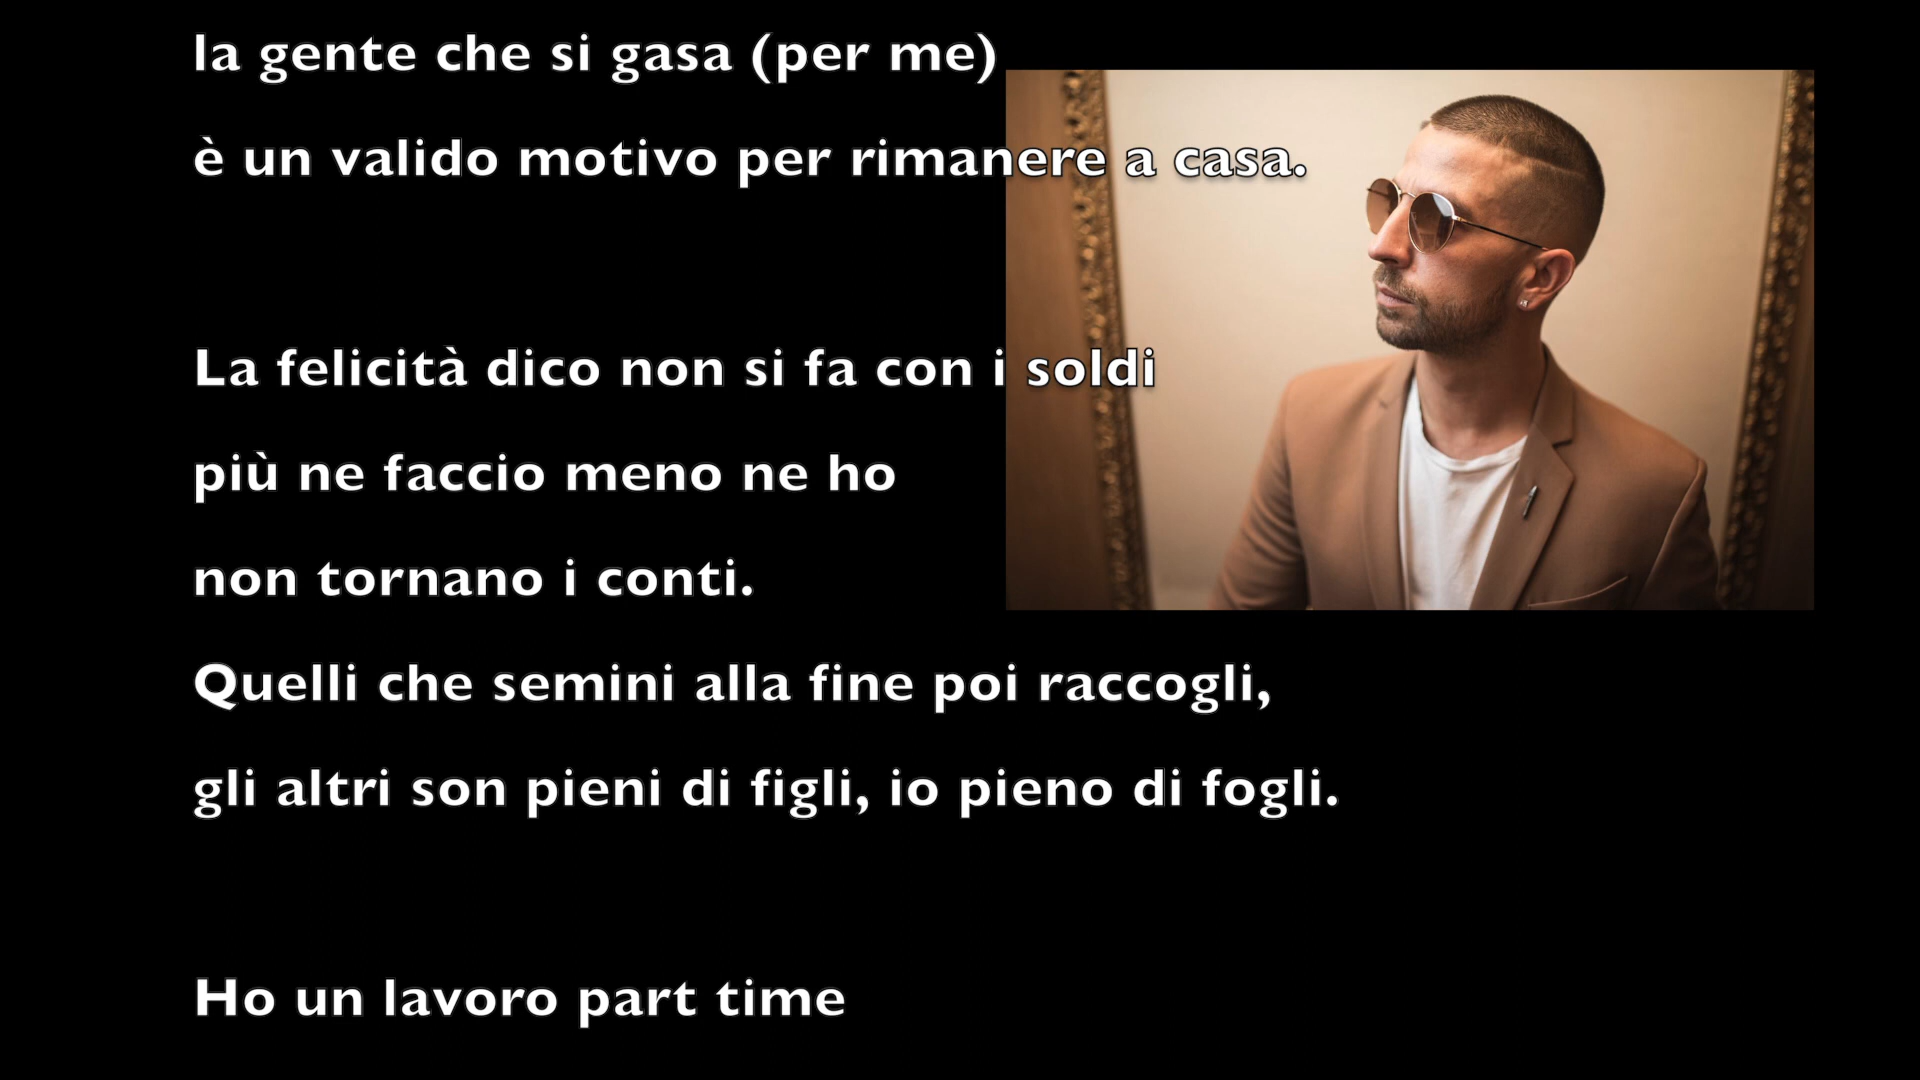 la gente che si gasa (per me)
è un valido motivo per rimanere a casa.
La felicità dico non si fa con i soldi
più ne faccio meno ne ho
non tornano i conti.
Quelli che semini alla fine poi raccogli,
gli altri son pieni di figli, io pieno di fogli.
Ho un lavoro part time